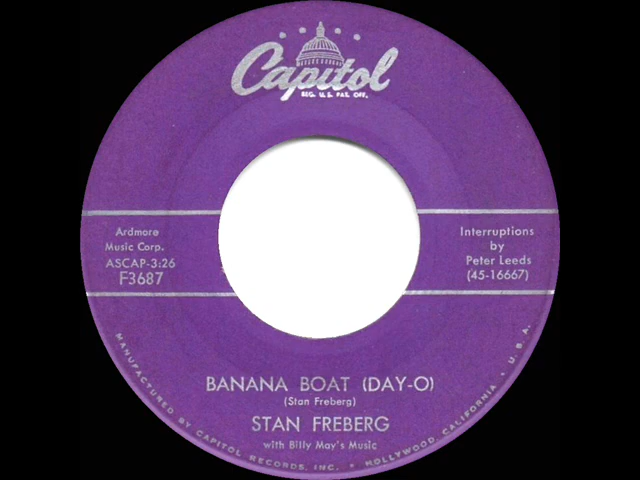 Capitol
REG. U.S. PAT. OFF.
Ardmore
Music Corp.
ASCAP-3:26
F3687
Interruptions
by
Peter Leeds
(45-16667)
BANANA BOAT (DAY-O)
(Stan Freberg)
STAN FREBERG
with Billy May's Music
MANUFACTURED BY CAPITOL RECORDS, INC. • HOLLYWOOD, CALIFORNIA • U.S.A.